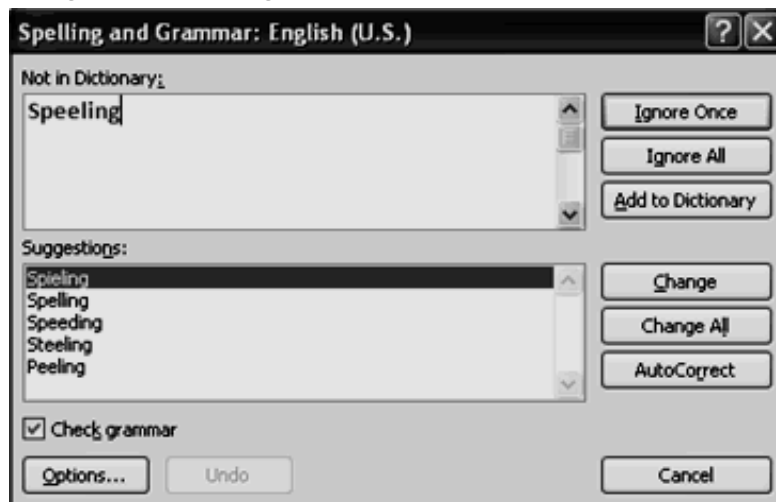 Spelling and Grammar: English (U.S.)
Not in Dictionary:
Speeling
Ignore Once
Ignore All
Add to Dictionary
Suggestions:
Spieling
Spelling
Speeding
Steeling
Peeling
Change
Change All
AutoCorrect
Check grammar
Options...
Undo
Cancel